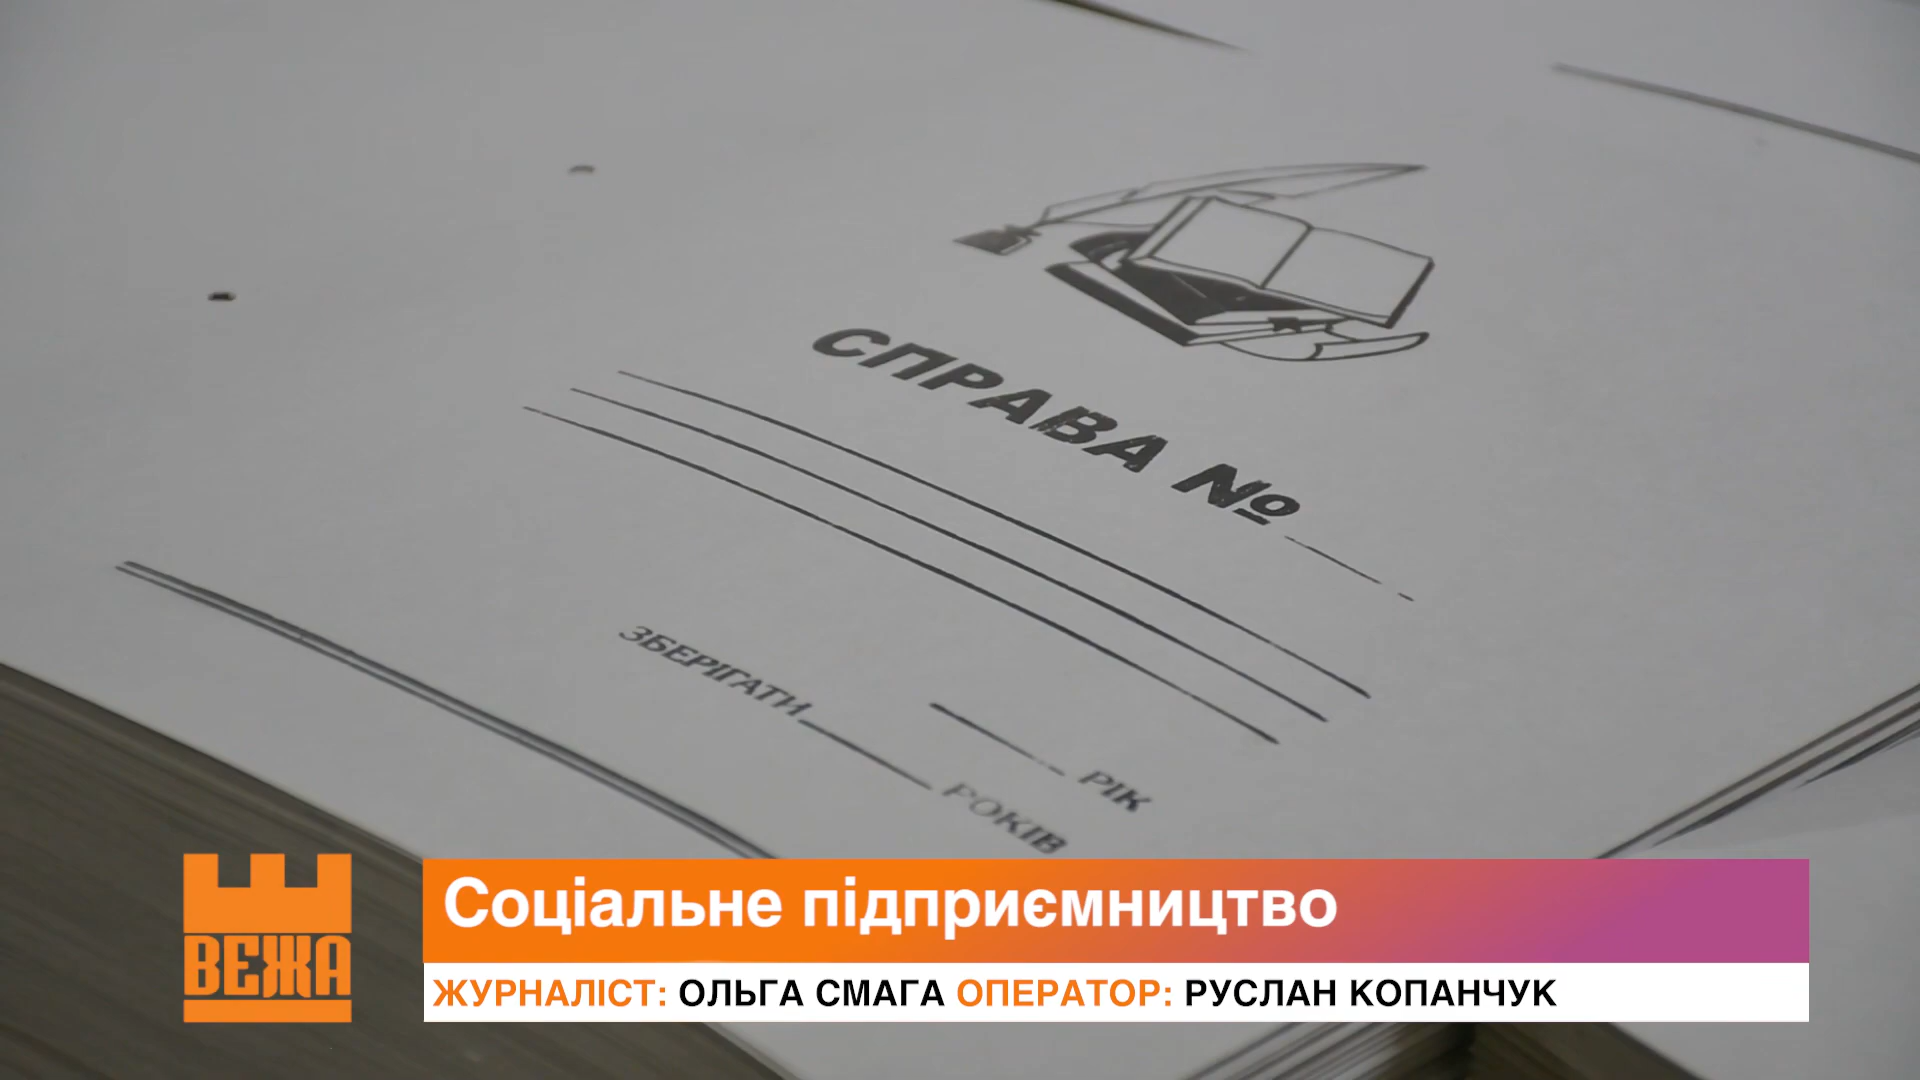 СПРАВА №
РІК
ЗБЕРІГАТИ РОКІВ
ВЕЖА
Соціальне підприємництво
ЖУРНАЛІСТ: ОЛЬГА СМАГА ОПЕРАТОР: РУСЛАН КОПАНЧУК